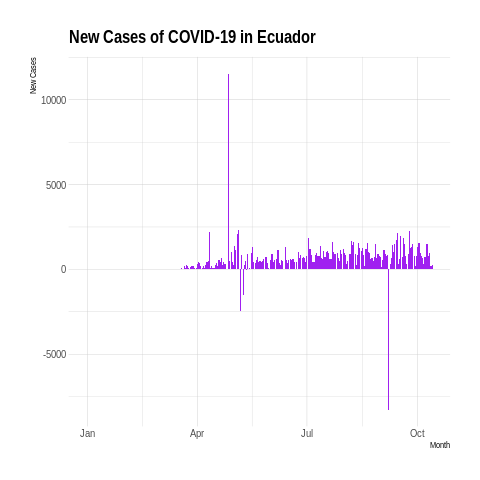 New Cases of COVID-19 in Ecuador
New Cases
10000
5000
0
-5000
Jan Apr Jul Oct
Month